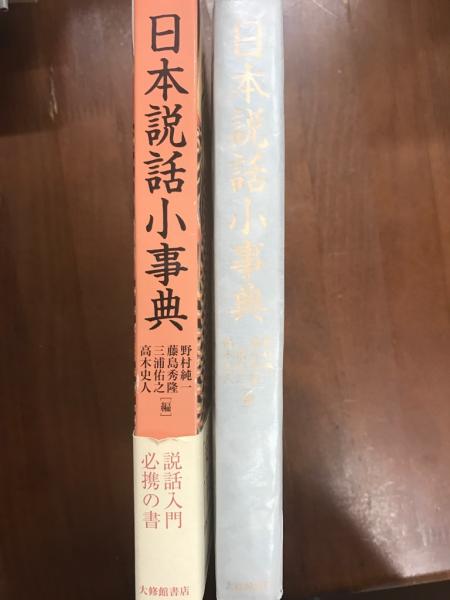 日本説話小事典
野村純一
藤島秀隆
三浦佑之
高木史人
［編］
説話入門
必携の書
大修館書店
日本説話小事典